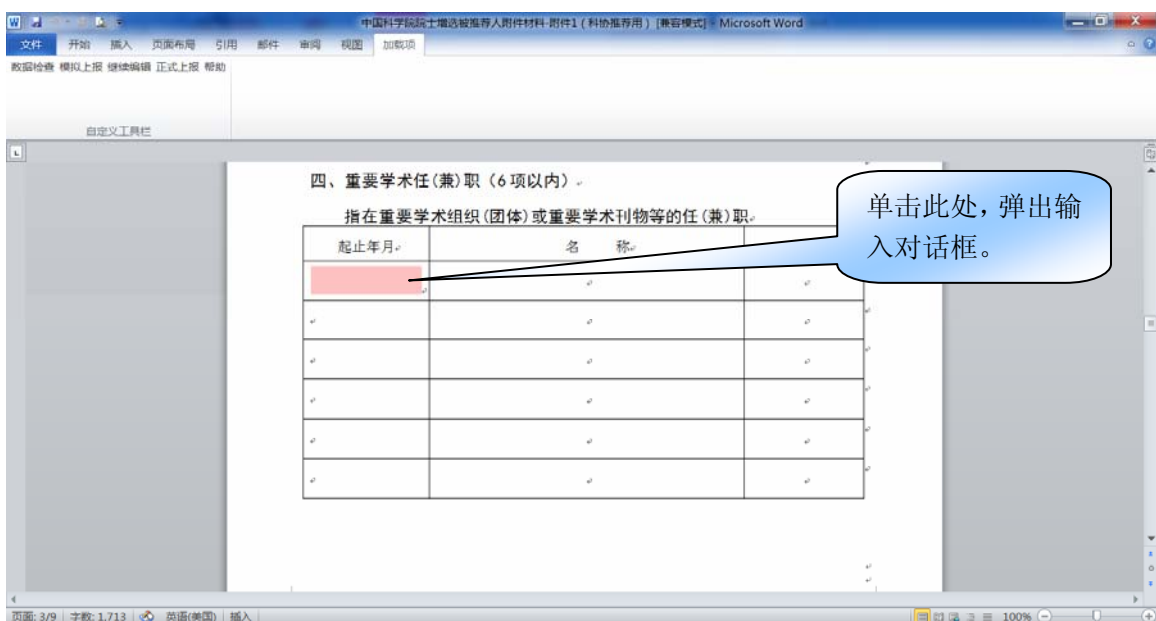 中国科学院院士增选被推荐人附件材料-附件1(科协推荐用) [兼容模式] - Microsoft Word
文件 开始 插入 页面布局 引用 邮件 审阅 视图 加载项
数据检查 模拟上报 继续编辑 正式上报 帮助
自定义工具栏
四、重要学术任(兼)职(6项以内)
指在重要学术组织(团体)或重要学术刊物等的任(兼)职
起止年月 名 称
单击此处,弹出输
入对话框。
页面: 3/9 字数: 1,713 英语(美国) 插入 100%